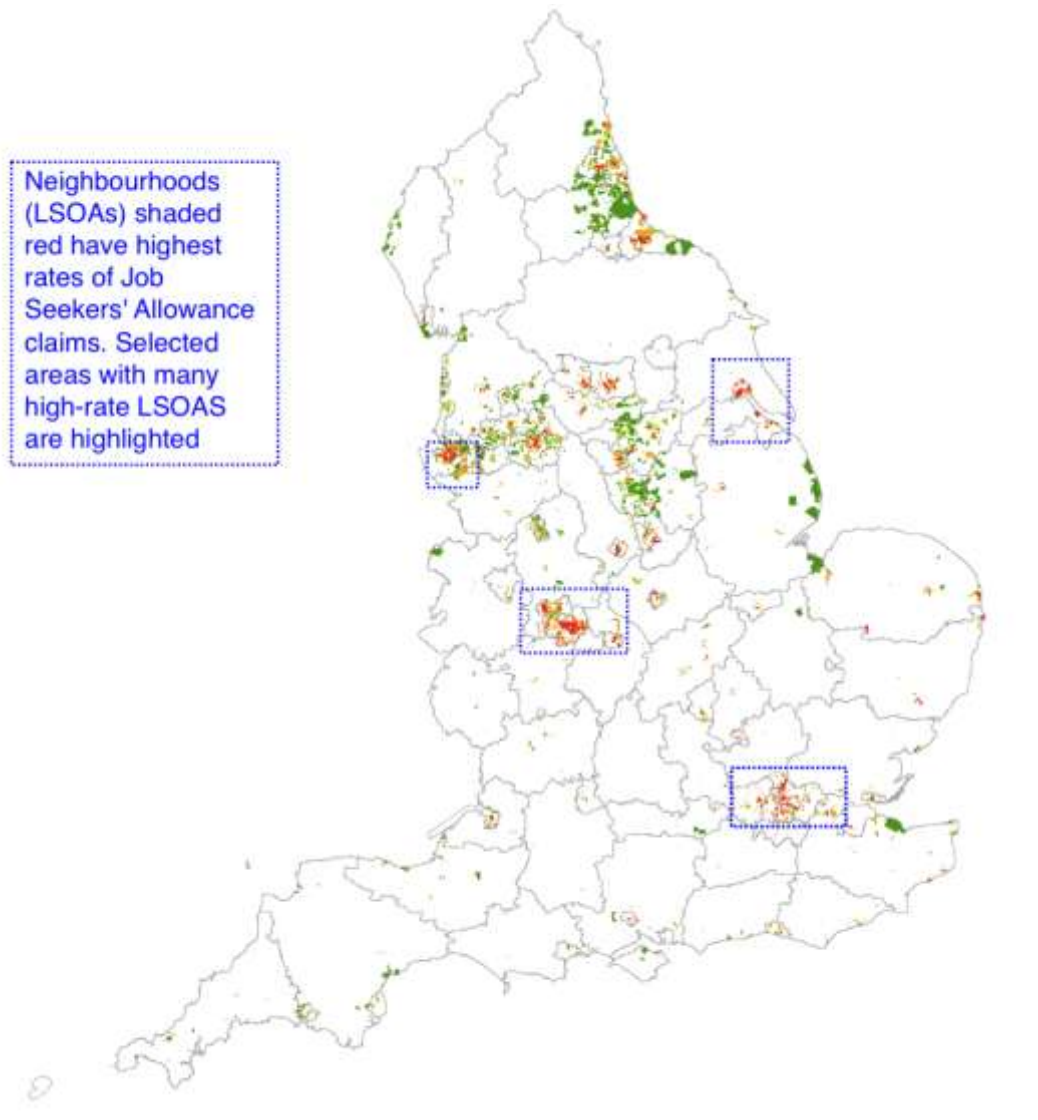 Neighbourhoods
(LSOAs) shaded
red have highest
rates of Job
Seekers' Allowance
claims. Selected
areas with many
high-rate LSOAS
are highlighted